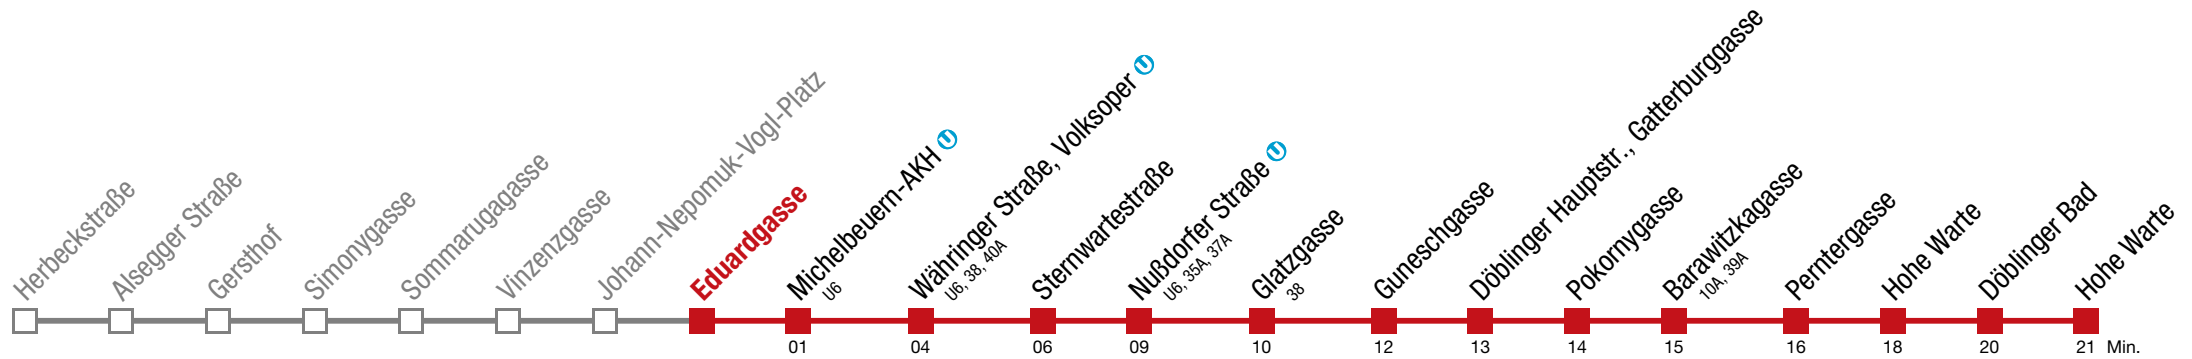 Herbeckstraße
Alsegger Straße
Gersthof
Simonygasse
Sommarugagasse
Vinzenzgasse
Johann-Nepomuk-Vogl-Platz
Eduardgasse
Michelbeuern-AKH U
U6
Währinger Straße, Volksoper U
U6, 38, 40A
Sternwartestraße
Nußdorfer Straße U
U6, 35A, 37A
Glatzgasse
38
Guneschgasse
Döblinger Hauptstr., Gatterburggasse
Pokornygasse
Barawitzkagasse
10A, 39A
Perntergasse
Hohe Warte
Döblinger Bad
Hohe Warte
01 04 06 09 10 12 13 14 15 16 18 20 21 Min.